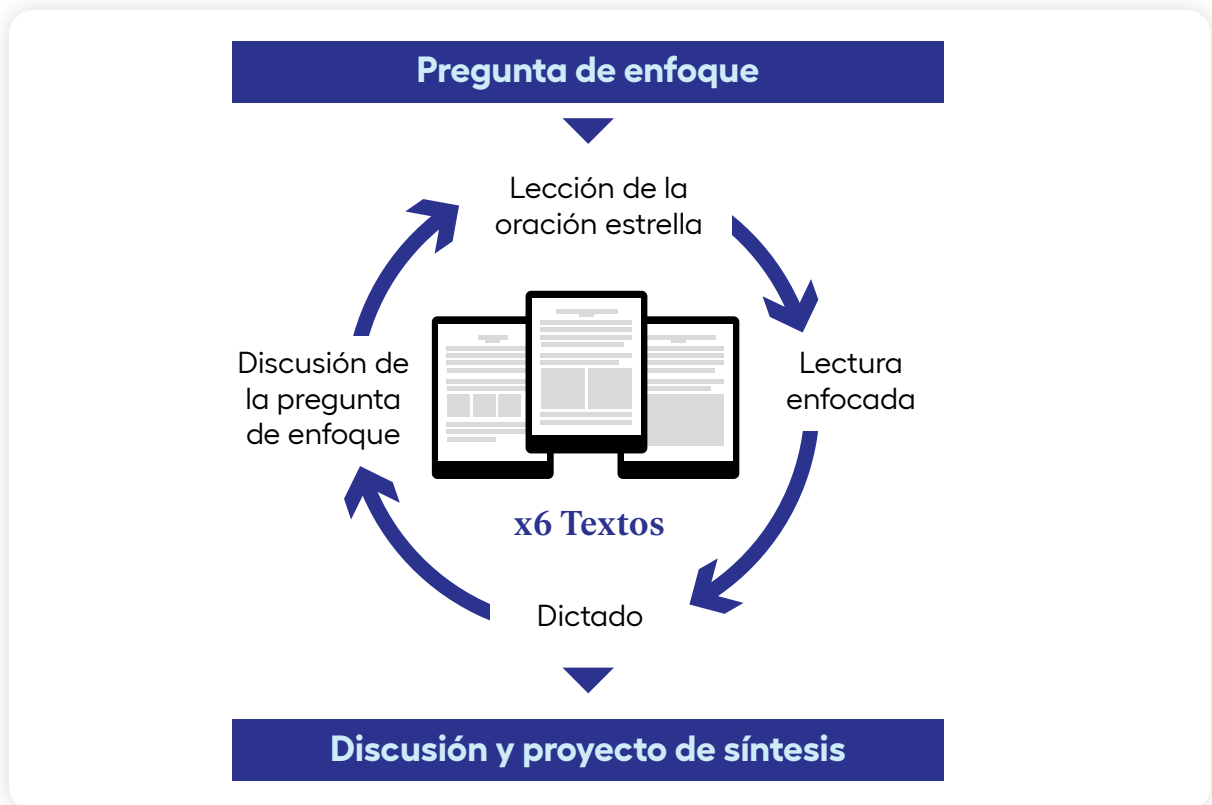 Pregunta de enfoque
Lección de la
oración estrella
Lectura
enfocada
Discusión de
la pregunta
de enfoque
x6 Textos
Dictado
Discusión y proyecto de síntesis